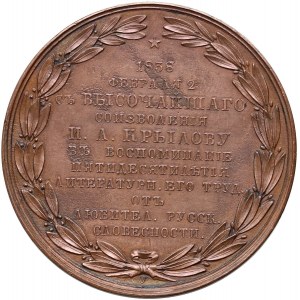 1838
ФЕВРАЛЯ 2
СЪ ВЫСОЧАЙШАГО
СОИЗВОЛЕНІЯ
И. А. КРЫЛОВУ
ВЪ ВОСПОМИНАНІЕ
ПЯТИДЕСЯТИЛѢТІЯ
ЛИТЕРАТУРН. ЕГО ТРУД.
ОТЪ
ЛЮБИТЕЛ. РУССК.
СЛОВЕСНОСТИ.